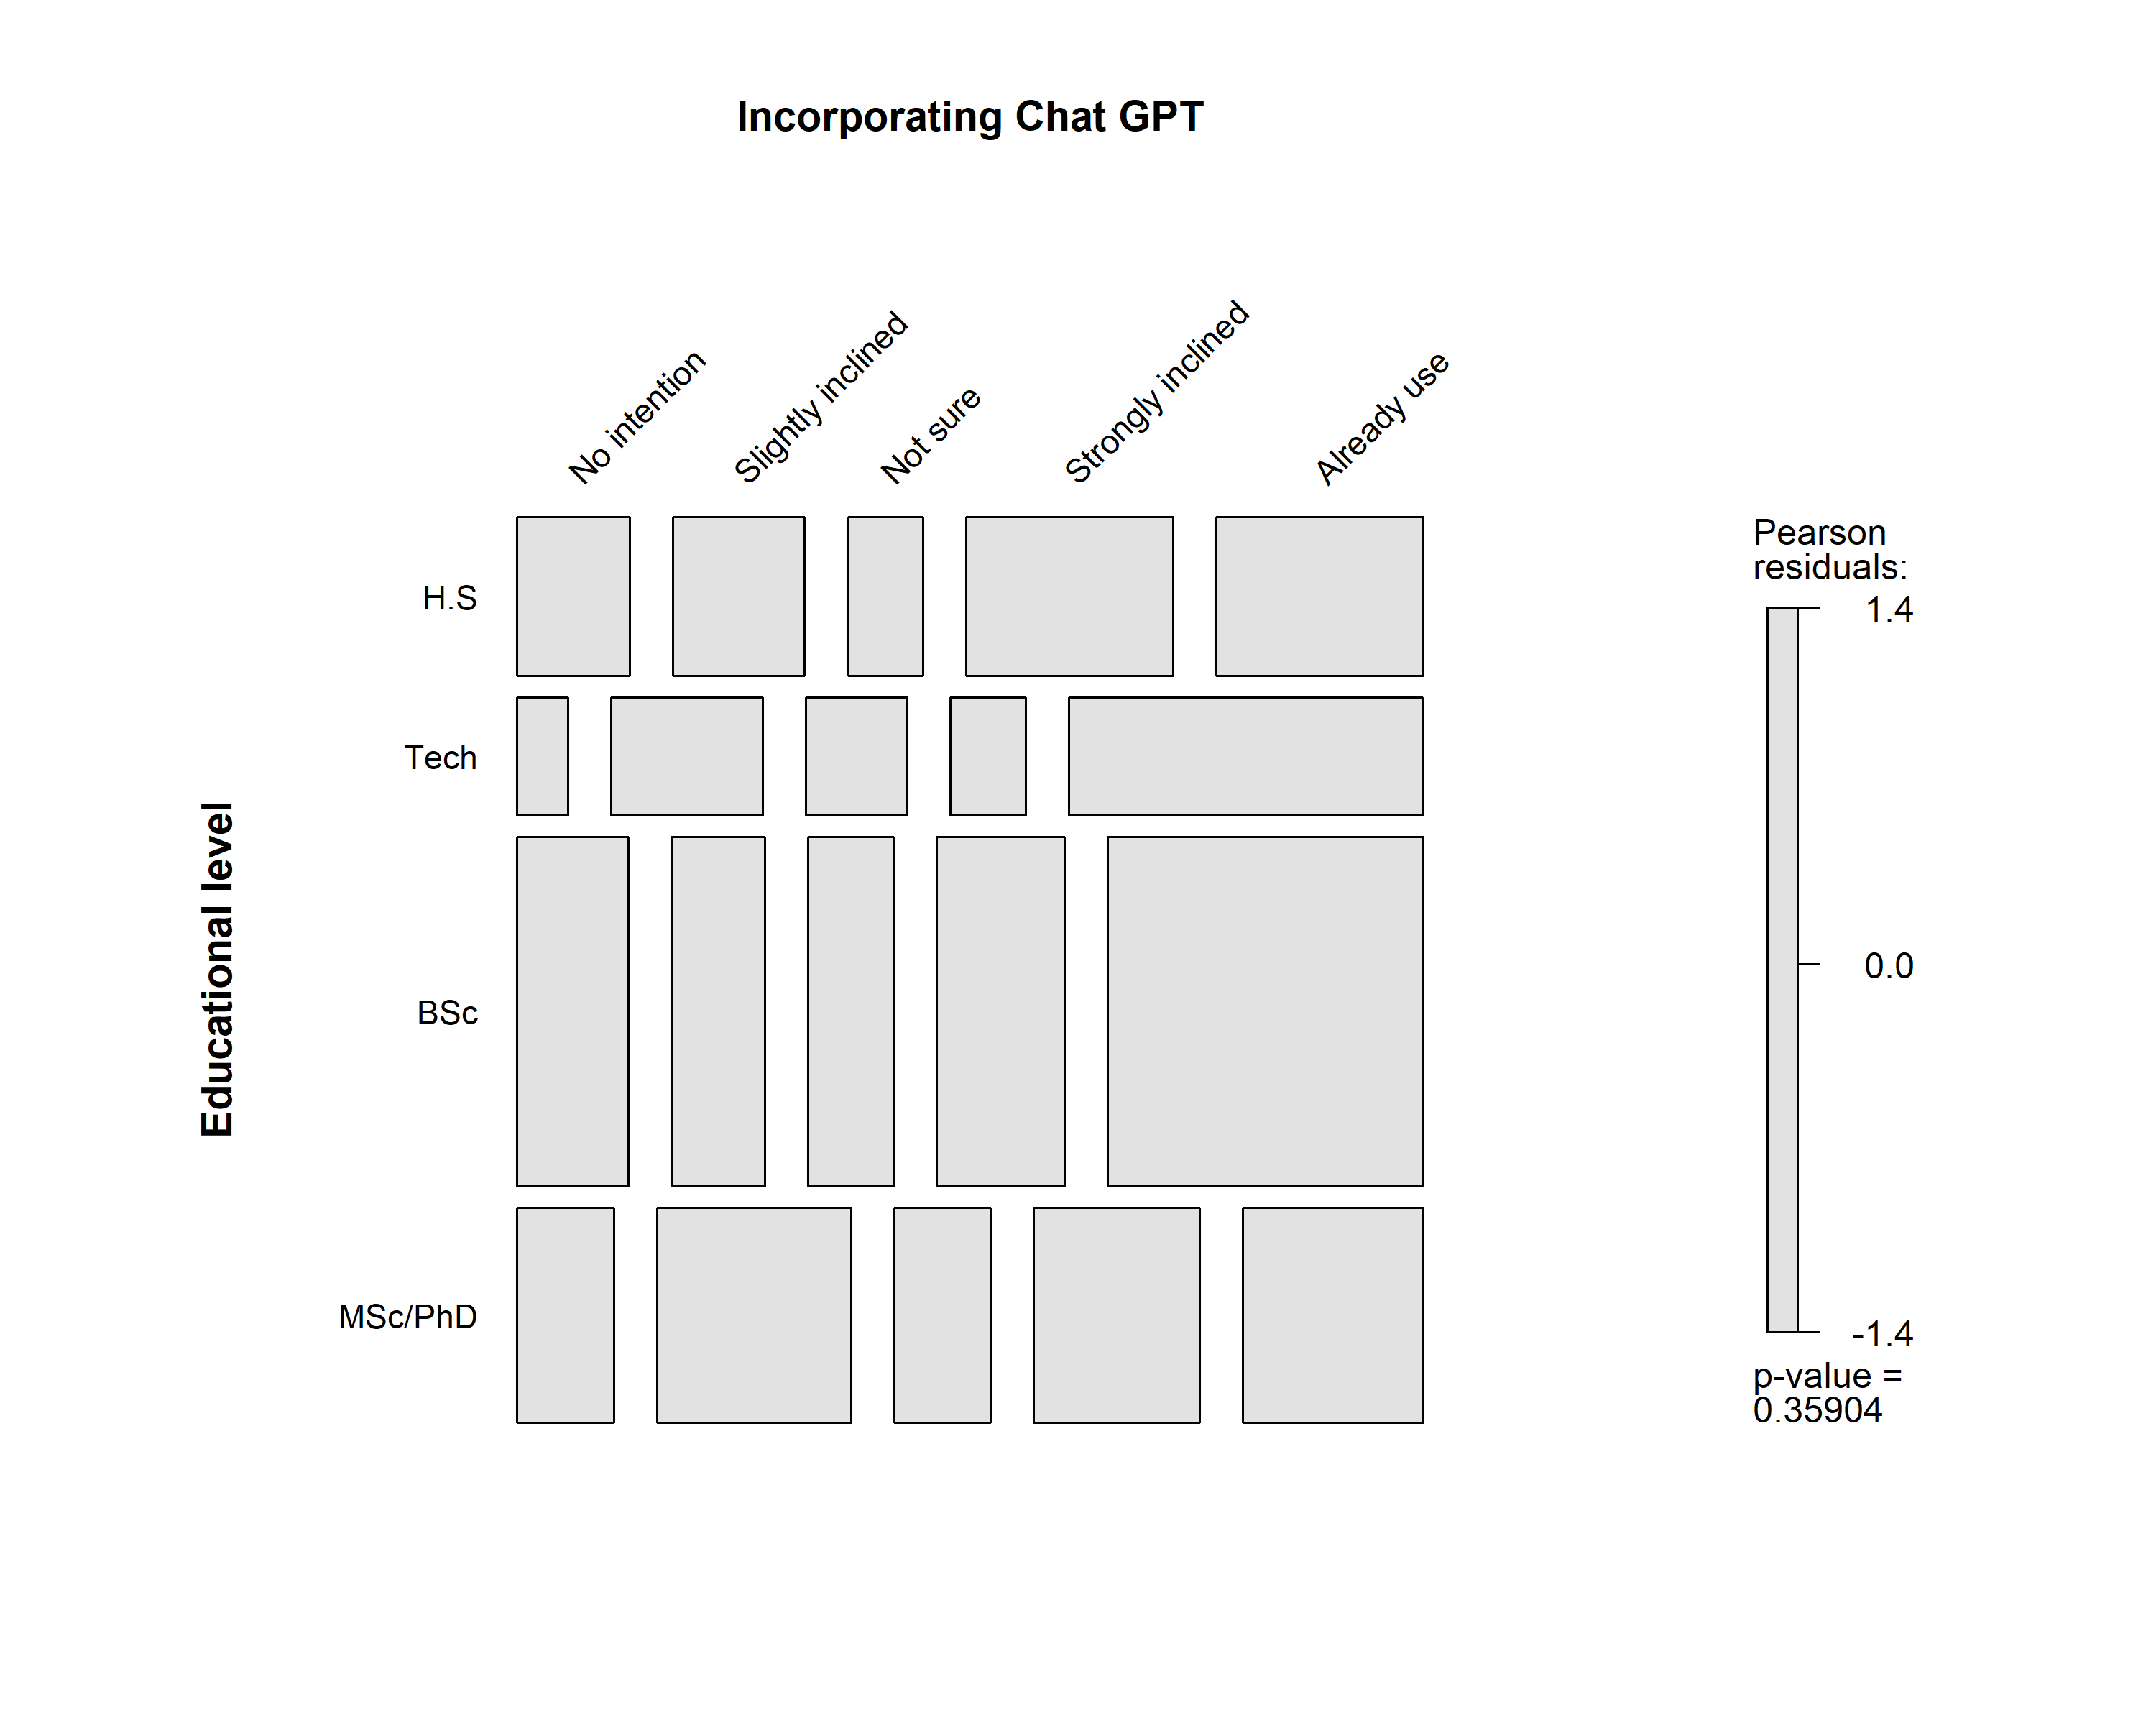 Incorporating Chat GPT
No intention
Slightly inclined
Not sure
Strongly inclined
Already use
Educational level
H.S
Tech
BSc
MSc/PhD
Pearson
residuals:
1.4
0.0
-1.4
p-value =
0.35904